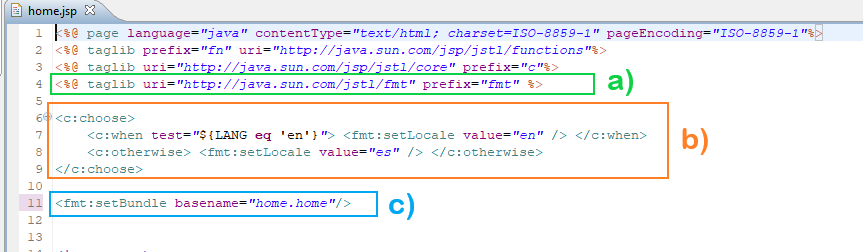 home.jsp
1 <%@ page language="java" contentType="text/html; charset=ISO-8859-1" pageEncoding="ISO-8859-1"%>
2 <%@ taglib prefix="fn" uri="http://java.sun.com/jsp/jstl/functions"%>
3 <%@ taglib uri="http://java.sun.com/jsp/jstl/core" prefix="c"%>
4 <%@ taglib uri="http://java.sun.com/jstl/fmt" prefix="fmt" %> a)
5
6 <c:choose>
7 <c:when test="${LANG eq 'en'}"> <fmt:setLocale value="en" /> </c:when> b)
8 <c:otherwise> <fmt:setLocale value="es" /> </c:otherwise>
9 </c:choose>
10
11 <fmt:setBundle basename="home.home"/> c)
12
13